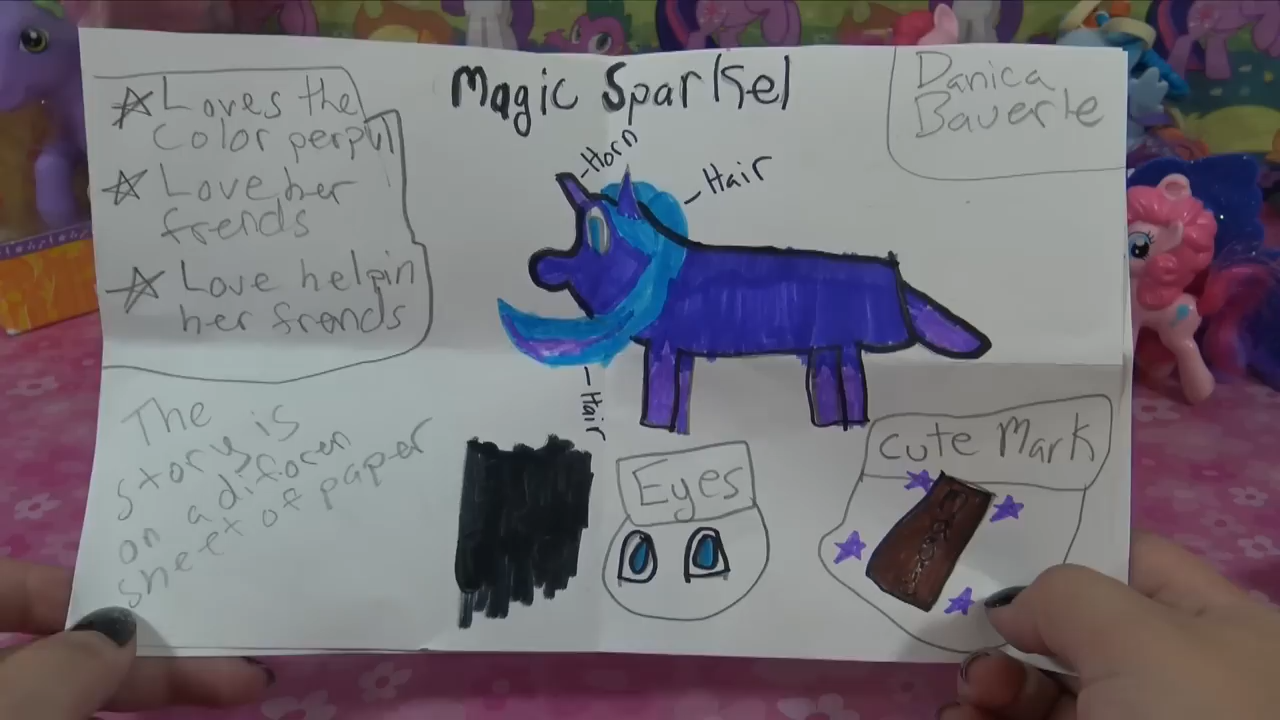 Magic Sparkel
Danica
Bauerle
☆ Loves the
Color perpul
☆ Love her
frends
☆ Love helpin
her frends
Horn
Hair
Hair
The
story is
on a diforen
sheet of paper
Eyes
cute Mark